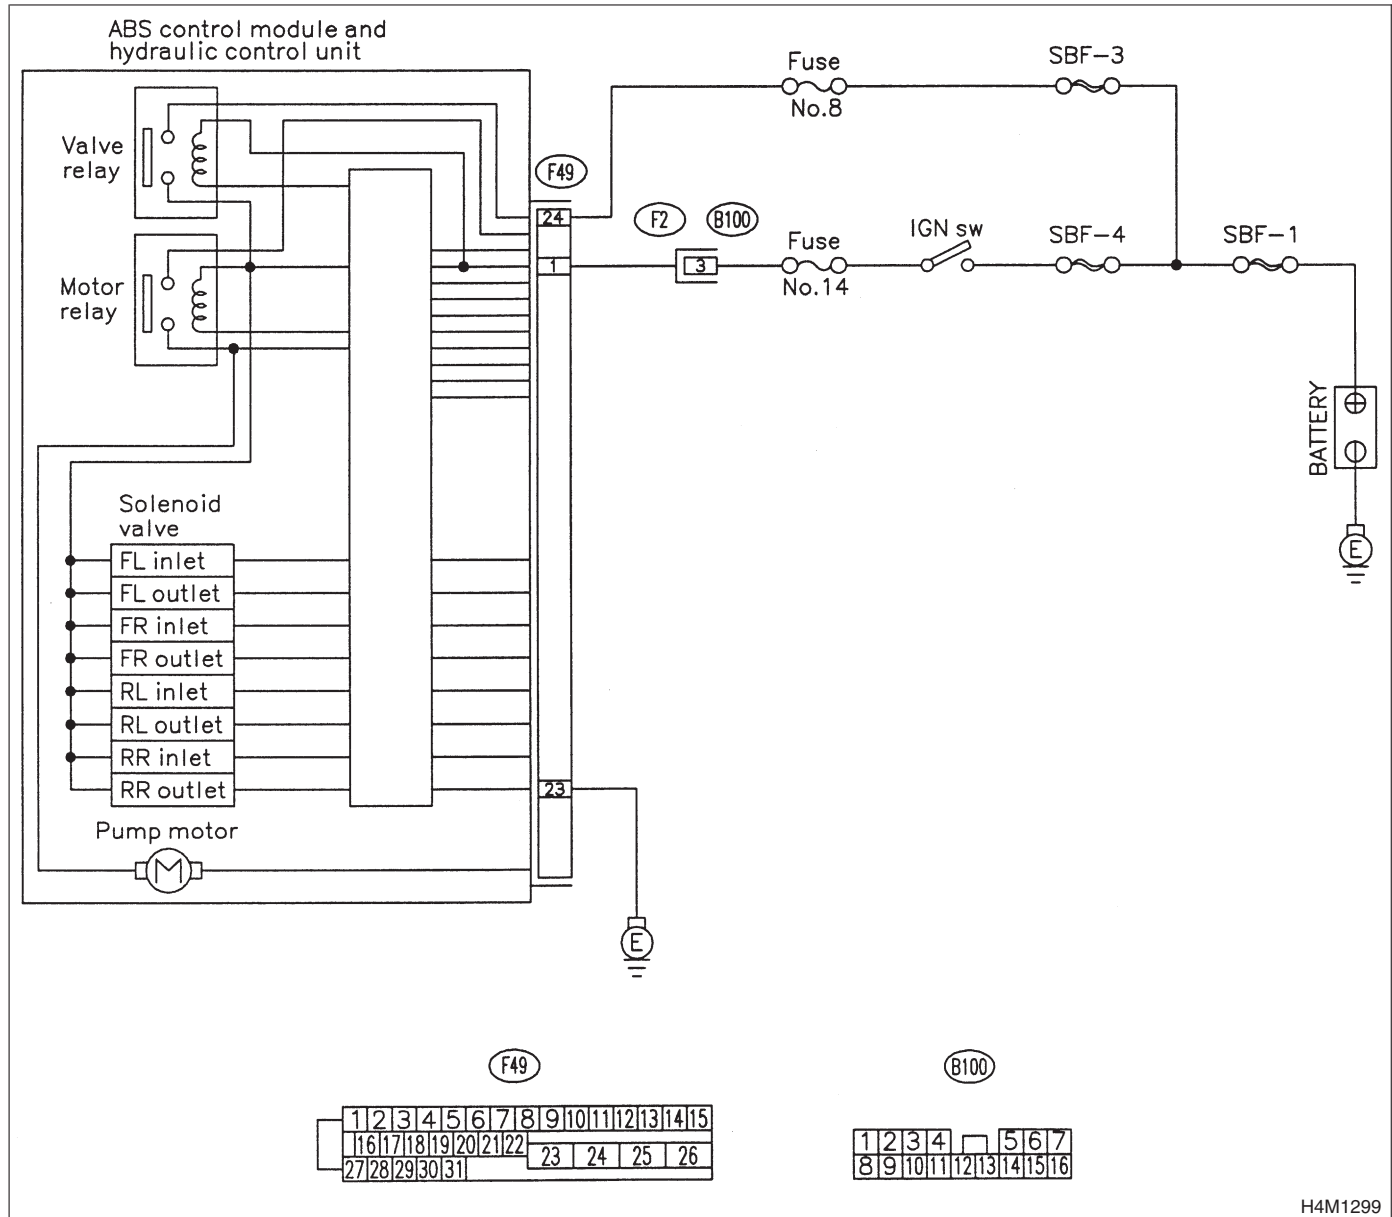 ABS control module and
hydraulic control unit
Valve
relay
Motor
relay
Solenoid
valve
FL inlet
FL outlet
FR inlet
FR outlet
RL inlet
RL outlet
RR inlet
RR outlet
Pump motor
M
F49
24
1
23
E
F2
B100
3
Fuse
No.8
SBF-3
Fuse
No.14
IGN sw
SBF-4
SBF-1
BATTERY
E
F49
1 2 3 4 5 6 7 8 9 10 11 12 13 14 15
16 17 18 19 20 21 22
23 24 25 26
27 28 29 30 31
B100
1 2 3 4 5 6 7
8 9 10 11 12 13 14 15 16
H4M1299